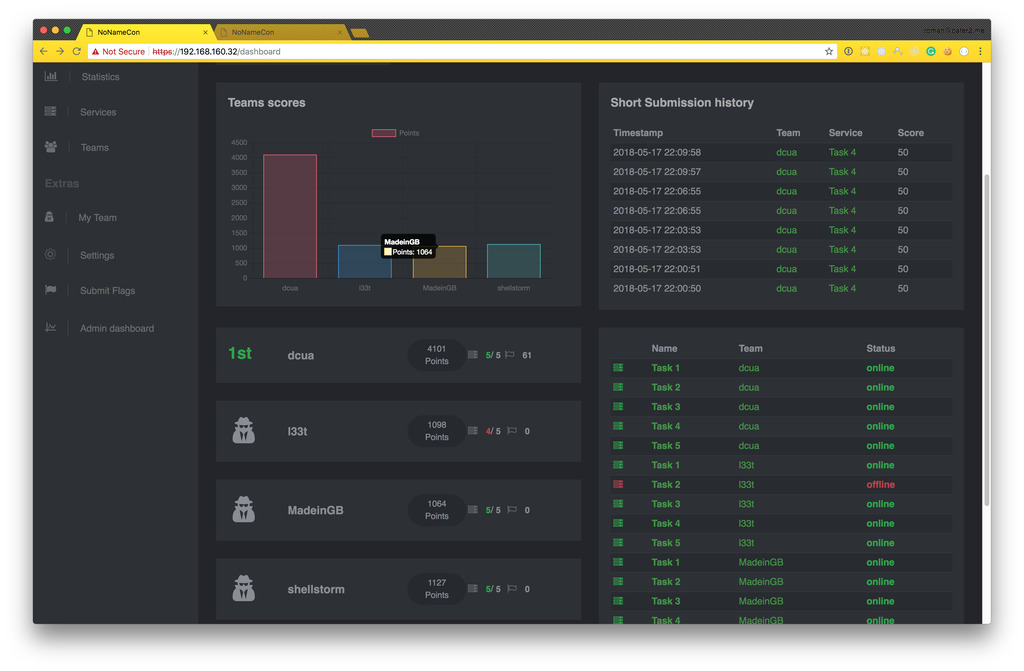 NoNameCon
NoNameCon
Not Secure https://192.168.160.32/dashboard
Statistics
Services
Teams
Extras
My Team
Settings
Submit Flags
Admin dashboard
Teams scores
Points
4500
4000
3500
3000
2500
2000
1500
1000
500
0
MadeinGB
Points: 1064
dcua l33t MadeinGB shellstorm
1st dcua 4101 Points 5/ 5 61
l33t 1098 Points 4/ 5 0
MadeinGB 1064 Points 5/ 5 0
shellstorm 1127 Points 5/ 5 0
Short Submission history
Timestamp Team Service Score
2018-05-17 22:09:58 dcua Task 4 50
2018-05-17 22:09:57 dcua Task 4 50
2018-05-17 22:06:55 dcua Task 4 50
2018-05-17 22:06:55 dcua Task 4 50
2018-05-17 22:03:53 dcua Task 4 50
2018-05-17 22:03:53 dcua Task 4 50
2018-05-17 22:00:51 dcua Task 4 50
2018-05-17 22:00:50 dcua Task 4 50
Name Team Status
Task 1 dcua online
Task 2 dcua online
Task 3 dcua online
Task 4 dcua online
Task 5 dcua online
Task 1 l33t online
Task 2 l33t offline
Task 3 l33t online
Task 4 l33t online
Task 5 l33t online
Task 1 MadeinGB online
Task 2 MadeinGB online
Task 3 MadeinGB online
Task 4 MadeinGB online